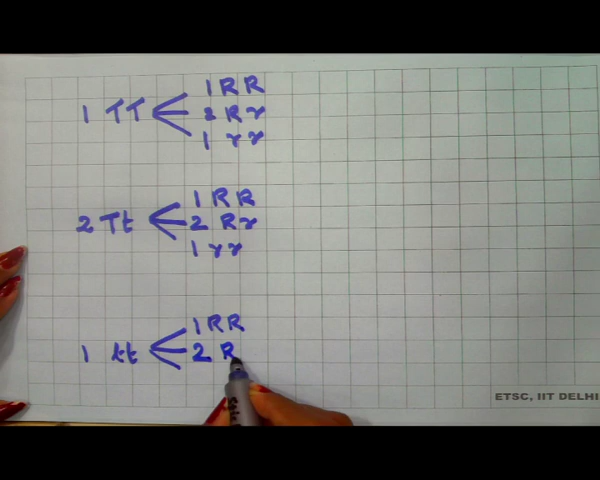 1 RR
1 TT 2 Rr
1 rr
1 RR
2 Tt 2 Rr
1 rr
1 RR
1 tt 2 R
ETSC, IIT DELHI